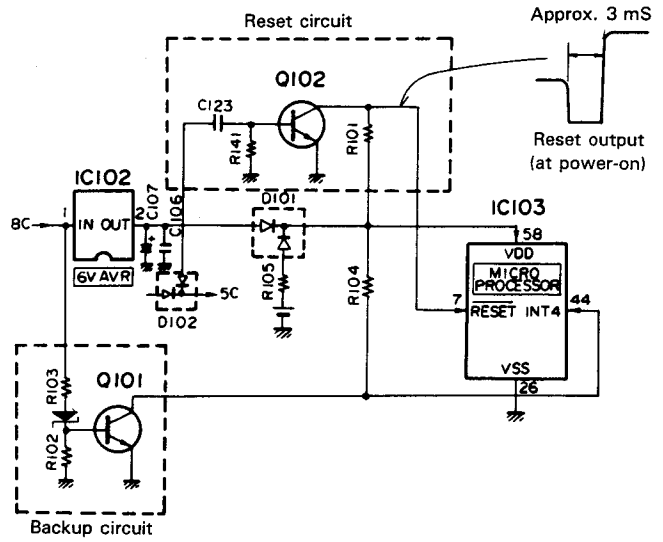 Reset circuit
Approx. 3 mS
Q102
C123
R141
R101
Reset output
(at power-on)
IC102
C107
C106
D101
IC103
8C
1
IN OUT
2
58
VDD
MICRO
PROCESSOR
6V AVR
R105
R104
5C
D102
7
RESET INT4
44
VSS
26
R103
Q101
R102
Backup circuit